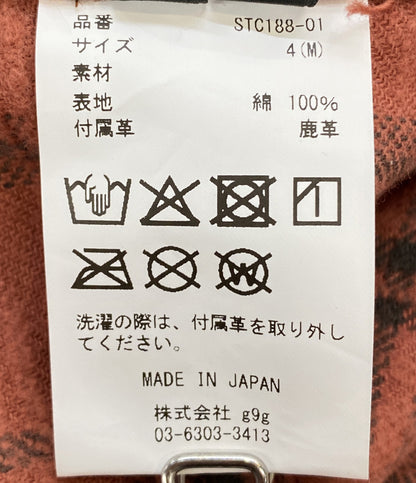 品番 STC188-01
サイズ 4(M)
素材
表地 綿 100%
付属革 鹿革
W
洗濯の際は、付属革を取り外し
てください。
MADE IN JAPAN
株式会社 g9g
03-6303-3413